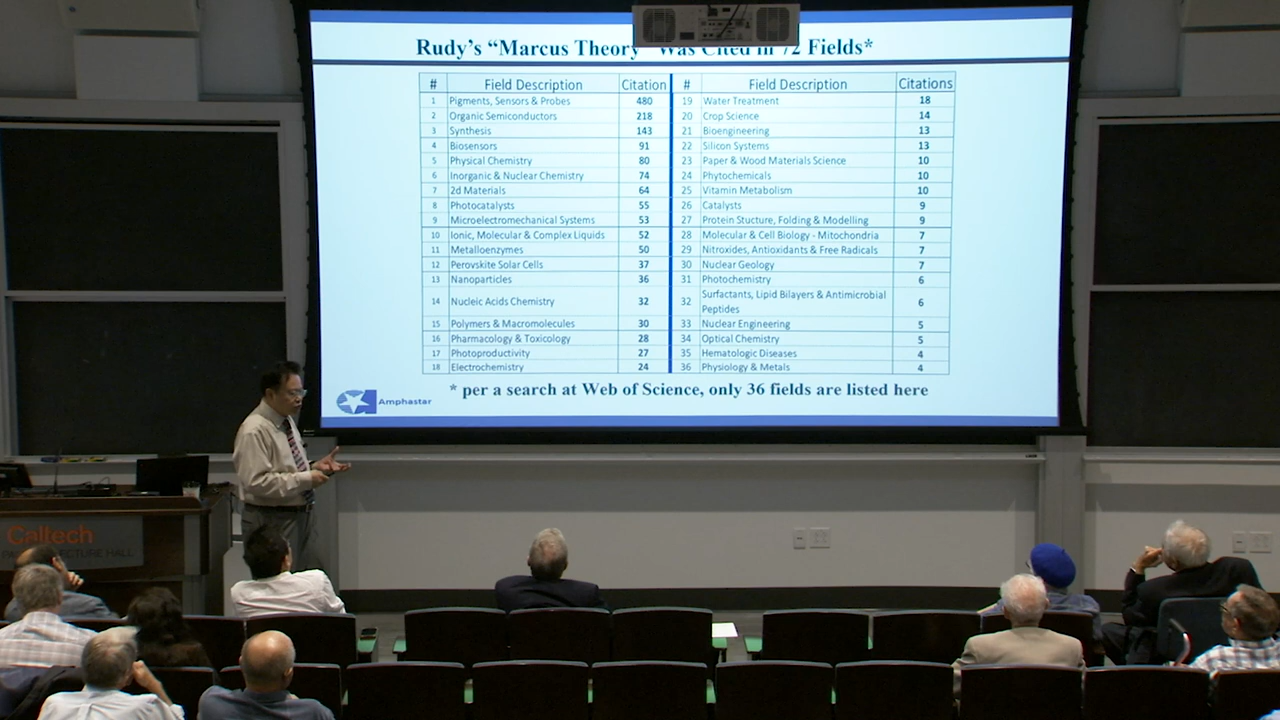 Rudy's "Marcus Theory" Was Cited in 72 Fields*
# Field Description Citation # Field Description Citations
1 Pigments, Sensors & Probes 480 19 Water Treatment 18
2 Organic Semiconductors 218 20 Crop Science 14
3 Synthesis 143 21 Bioengineering 13
4 Biosensors 91 22 Silicon Systems 13
5 Physical Chemistry 80 23 Paper & Wood Materials Science 10
6 Inorganic & Nuclear Chemistry 74 24 Phytochemicals 10
7 2d Materials 64 25 Vitamin Metabolism 10
8 Photocatalysts 55 26 Catalysts 9
9 Microelectromechanical Systems 53 27 Protein Stucture, Folding & Modelling 9
10 Ionic, Molecular & Complex Liquids 52 28 Molecular & Cell Biology - Mitochondria 7
11 Metalloenzymes 50 29 Nitroxides, Antioxidants & Free Radicals 7
12 Perovskite Solar Cells 37 30 Nuclear Geology 7
13 Nanoparticles 36 31 Photochemistry 6
14 Nucleic Acids Chemistry 32 32 Surfactants, Lipid Bilayers & Antimicrobial Peptides 6
15 Polymers & Macromolecules 30 33 Nuclear Engineering 5
16 Pharmacology & Toxicology 28 34 Optical Chemistry 5
17 Photoproductivity 27 35 Hematologic Diseases 4
18 Electrochemistry 24 36 Physiology & Metals 4
* per a search at Web of Science, only 36 fields are listed here
Amphastar
Caltech
LECTURE HALL